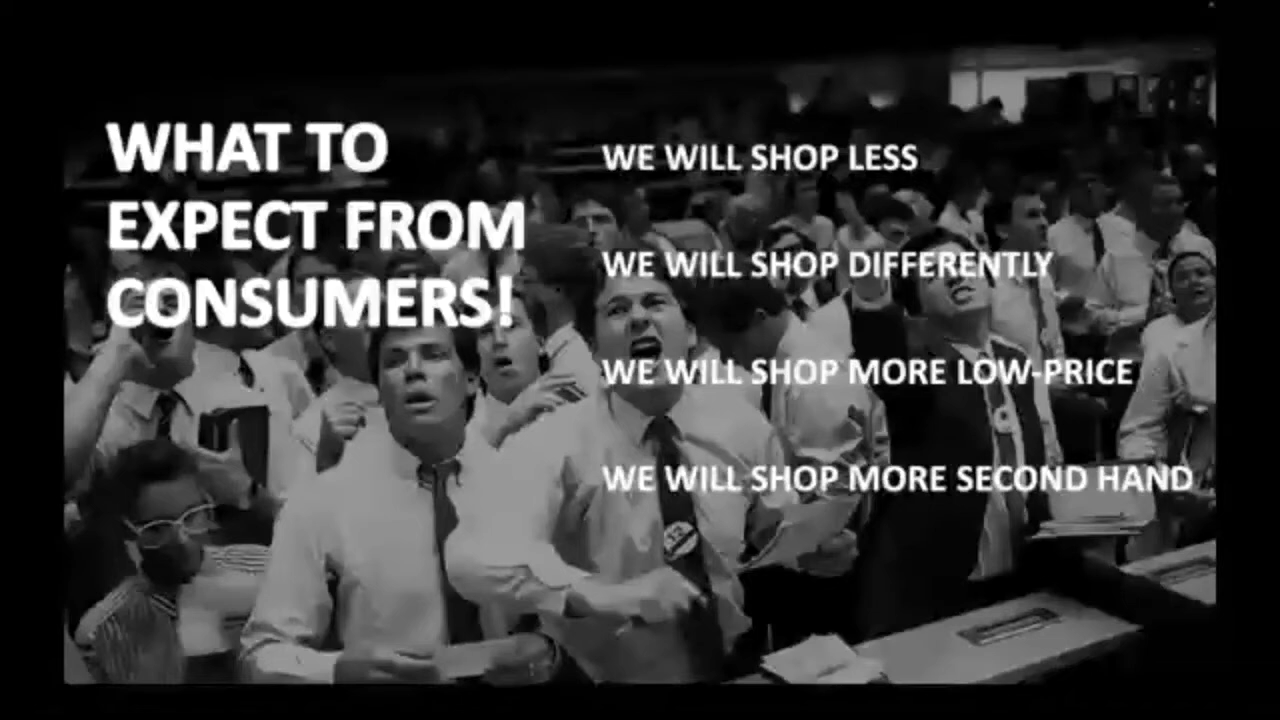 WHAT TO
EXPECT FROM
CONSUMERS!
WE WILL SHOP LESS
WE WILL SHOP DIFFERENTLY
WE WILL SHOP MORE LOW-PRICE
WE WILL SHOP MORE SECOND HAND